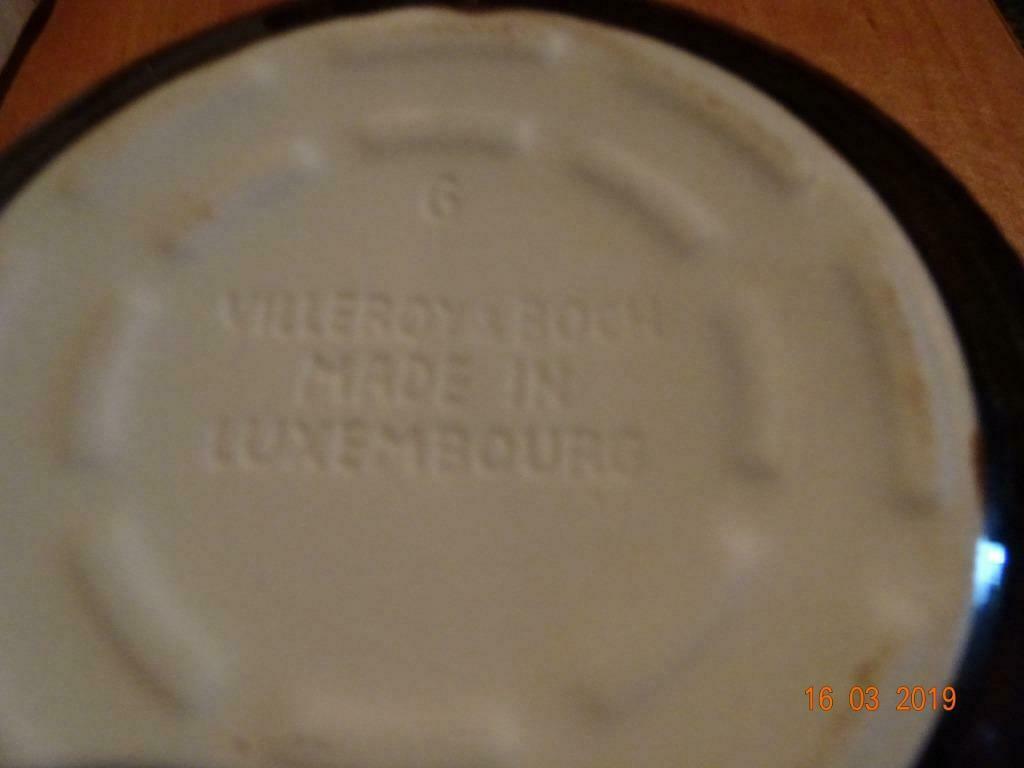 6
VILLEROY & BOCH
MADE IN
LUXEMBOURG
16 03 2019